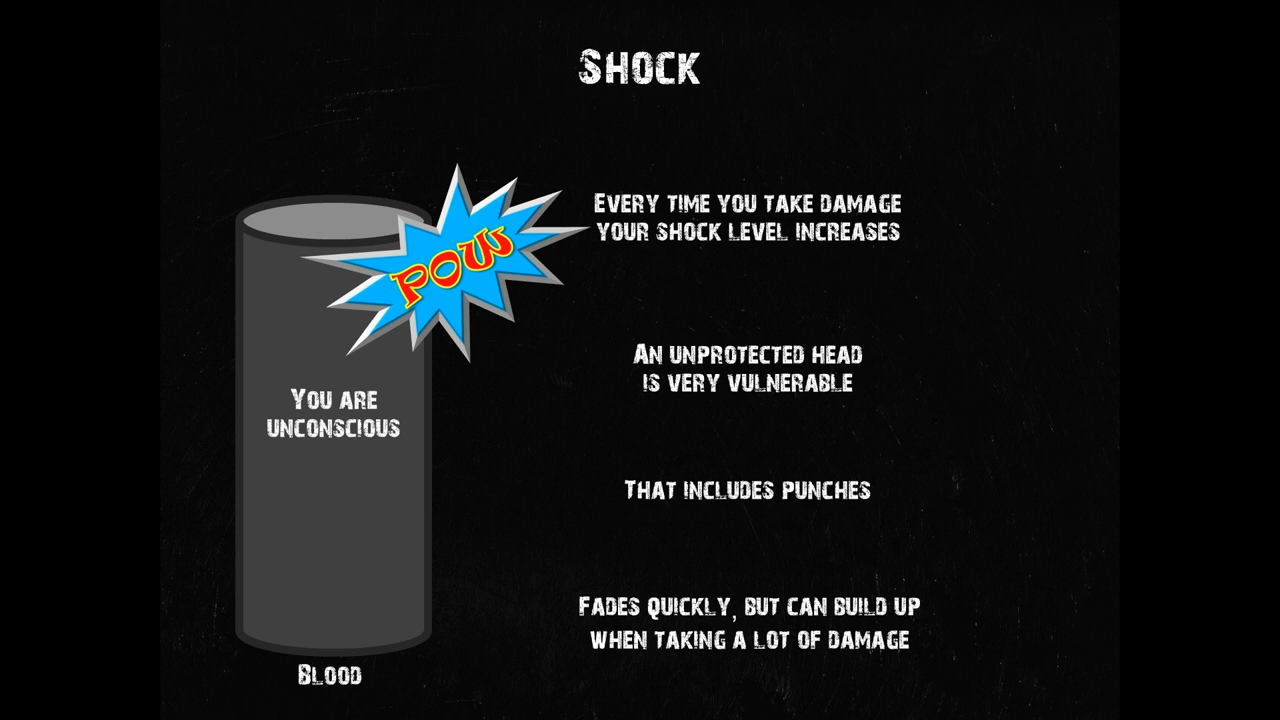 Shock
POW
Every time you take damage
your shock level increases
An unprotected head
is very vulnerable
You are
unconscious
That includes punches
Fades quickly, but can build up
when taking a lot of damage
Blood